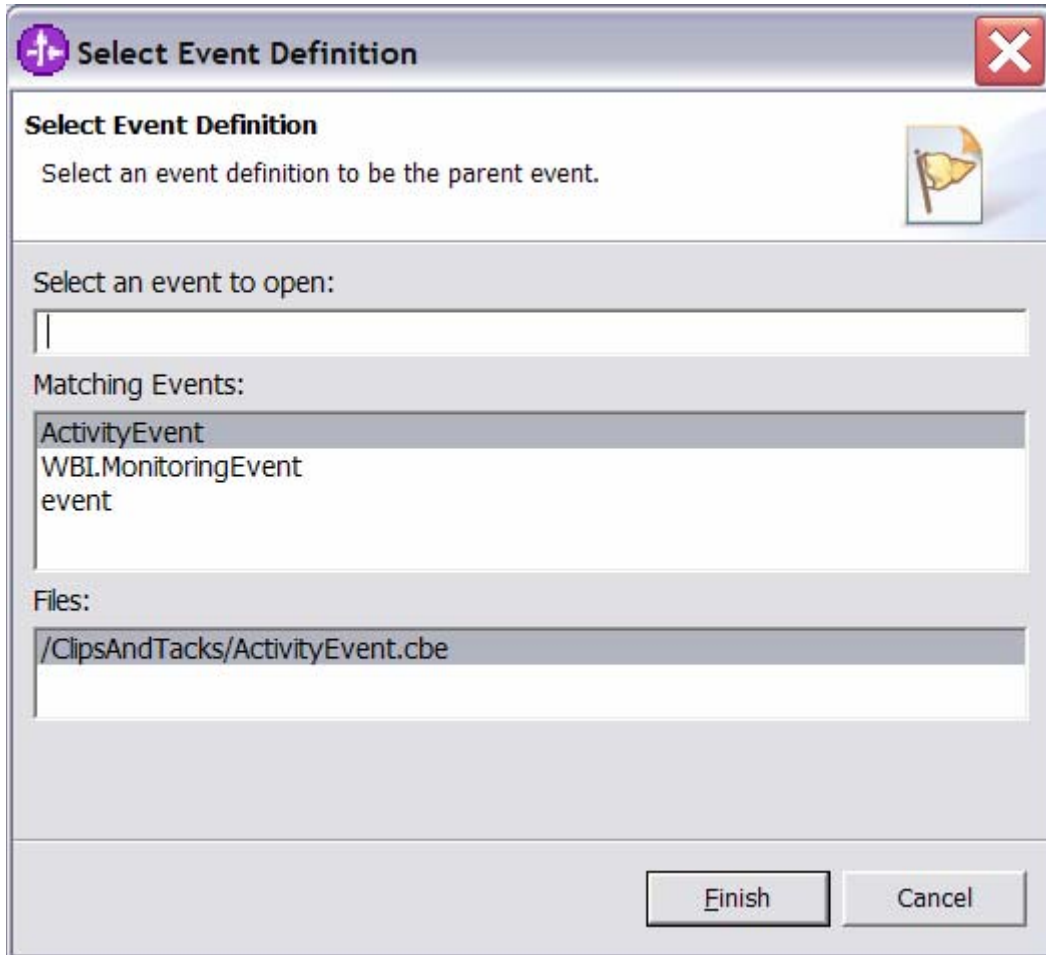 Select Event Definition
Select Event Definition
Select an event definition to be the parent event.
Select an event to open:
Matching Events:
ActivityEvent
WBI.MonitoringEvent
event
Files:
/ClipsAndTacks/ActivityEvent.cbe
Finish
Cancel